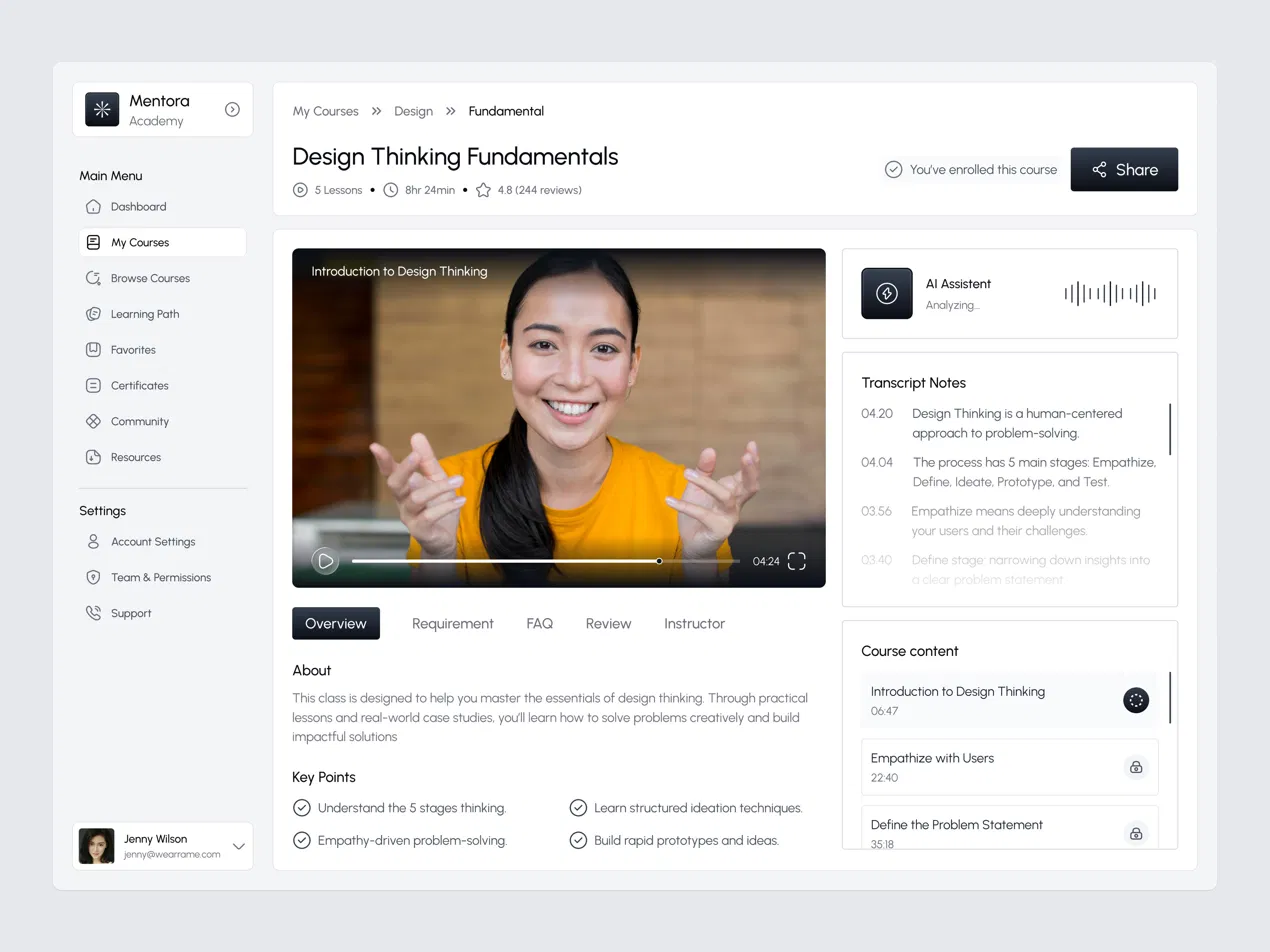 Mentora
Academy
Main Menu
Dashboard
My Courses
Browse Courses
Learning Path
Favorites
Certificates
Community
Resources
Settings
Account Settings
Team & Permissions
Support
Jenny Wilson
jenny@wearrame.com
My Courses » Design » Fundamental
Design Thinking Fundamentals
5 Lessons • 8hr 24min • 4.8 (244 reviews)
You've enrolled this course
Share
Introduction to Design Thinking
04:24
Overview Requirement FAQ Review Instructor
About
This class is designed to help you master the essentials of design thinking. Through practical
lessons and real-world case studies, you'll learn how to solve problems creatively and build
impactful solutions
Key Points
Understand the 5 stages thinking.
Learn structured ideation techniques.
Empathy-driven problem-solving.
Build rapid prototypes and ideas.
AI Assistent
Analyzing...
Transcript Notes
04.20 Design Thinking is a human-centered
approach to problem-solving.
04.04 The process has 5 main stages: Empathize,
Define, Ideate, Prototype, and Test.
03.56 Empathize means deeply understanding
your users and their challenges.
03.40 Define stage: narrowing down insights into
a clear problem statement
Course content
Introduction to Design Thinking
06:47
Empathize with Users
22:40
Define the Problem Statement
35:18